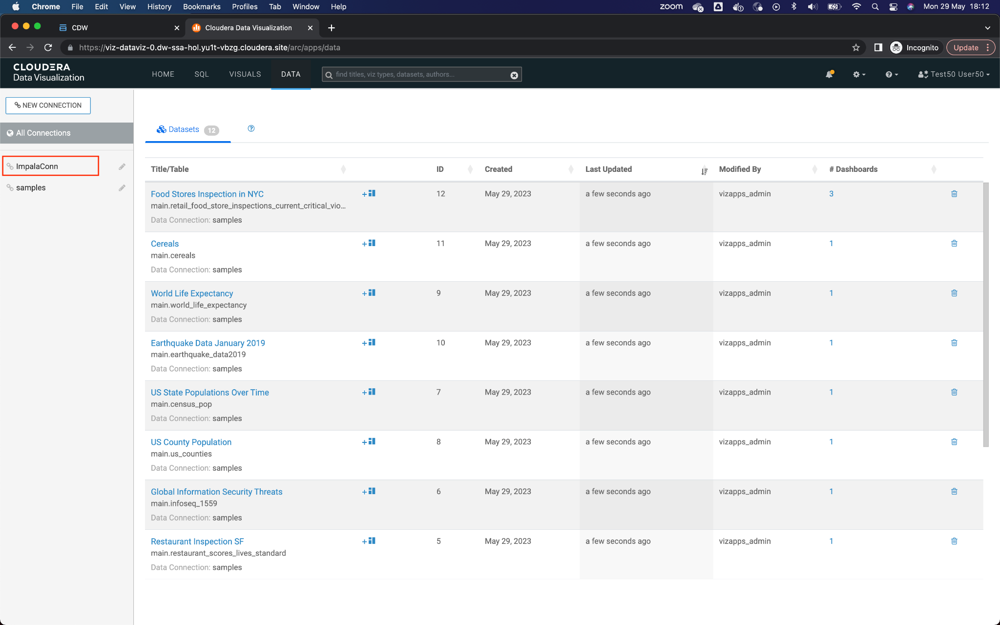 Chrome File Edit View History Bookmarks Profiles Tab Window Help zoom Mon 29 May 18:12
CDW Cloudera Data Visualization
https://viz-dataviz-0.dw-ssa-hol.yu1t-vbzg.cloudera.site/arc/apps/data Incognito Update
CLOUDERA
Data Visualization
HOME SQL VISUALS DATA find titles, viz types, datasets, authors... Test50 User50
NEW CONNECTION
All Connections
ImpalaConn
samples
Datasets 12
Title/Table ID Created Last Updated Modified By # Dashboards
Food Stores Inspection in NYC 12 May 29, 2023 a few seconds ago vizapps_admin 3
main.retail_food_store_inspections_current_critical_vio...
Data Connection: samples
Cereals 11 May 29, 2023 a few seconds ago vizapps_admin 1
main.cereals
Data Connection: samples
World Life Expectancy 9 May 29, 2023 a few seconds ago vizapps_admin 1
main.world_life_expectancy
Data Connection: samples
Earthquake Data January 2019 10 May 29, 2023 a few seconds ago vizapps_admin 1
main.earthquake_data2019
Data Connection: samples
US State Populations Over Time 7 May 29, 2023 a few seconds ago vizapps_admin 1
main.census_pop
Data Connection: samples
US County Population 8 May 29, 2023 a few seconds ago vizapps_admin 1
main.us_counties
Data Connection: samples
Global Information Security Threats 6 May 29, 2023 a few seconds ago vizapps_admin 1
main.infoseq_1559
Data Connection: samples
Restaurant Inspection SF 5 May 29, 2023 a few seconds ago vizapps_admin 1
main.restaurant_scores_lives_standard
Data Connection: samples